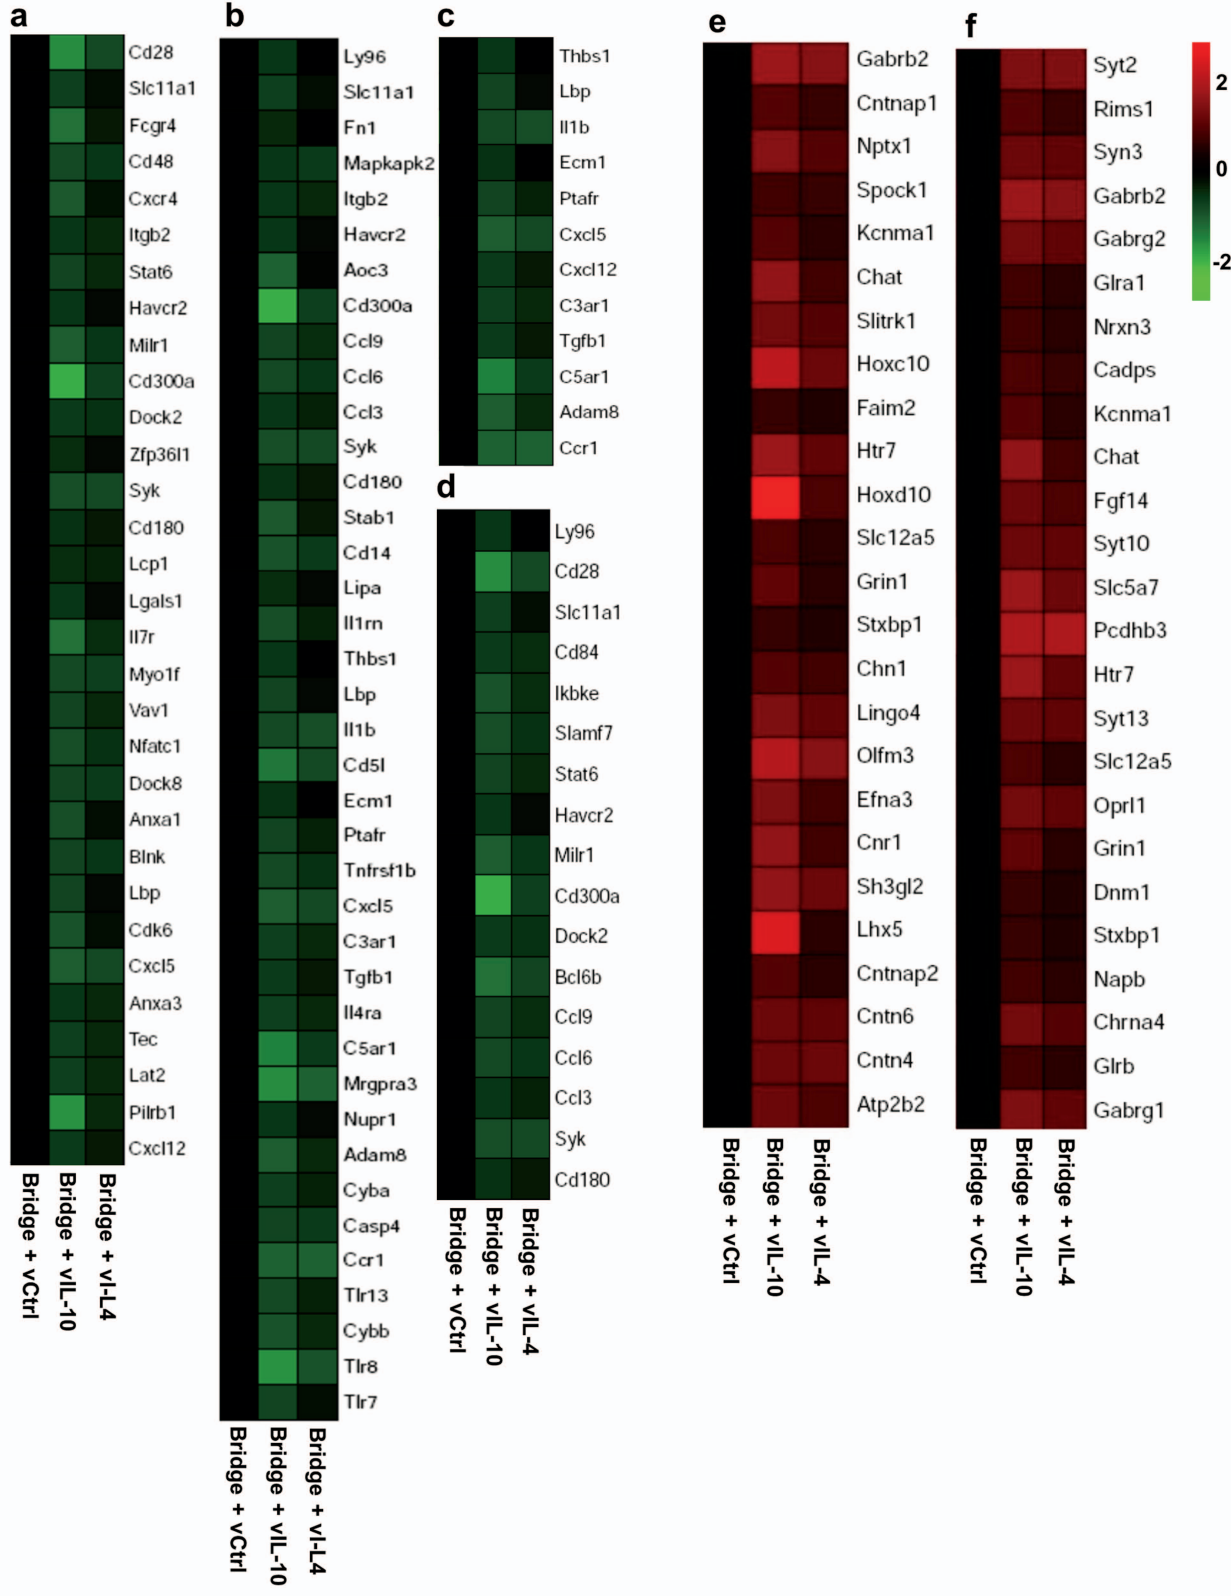 a
Cd28
Slc11a1
Fcgr4
Cd48
Cxcr4
Itgb2
Stat6
Havcr2
Milr1
Cd300a
Dock2
Zfp36l1
Syk
Cd180
Lcp1
Lgals1
Il7r
Myo1f
Vav1
Nfatc1
Dock8
Anxa1
Blnk
Lbp
Cdk6
Cxcl5
Anxa3
Tec
Lat2
Pilrb1
Cxcl12
Bridge + vCtrl
Bridge + vIL-10
Bridge + vI-L4
b
Ly96
Slc11a1
Fn1
Mapkapk2
Itgb2
Havcr2
Aoc3
Cd300a
Ccl9
Ccl6
Ccl3
Syk
Cd180
Stab1
Cd14
Lipa
Il1rn
Thbs1
Lbp
Il1b
Cd5l
Ecm1
Ptafr
Tnfrsf1b
Cxcl5
C3ar1
Tgfb1
Il4ra
C5ar1
Mrgpra3
Nupr1
Adam8
Cyba
Casp4
Ccr1
Tlr13
Cybb
Tlr8
Tlr7
Bridge + vCtrl
Bridge + vIL-10
Bridge + vI-L4
c
Thbs1
Lbp
Il1b
Ecm1
Ptafr
Cxcl5
Cxcl12
C3ar1
Tgfb1
C5ar1
Adam8
Ccr1
d
Ly96
Cd28
Slc11a1
Cd84
Ikbke
Slamf7
Stat6
Havcr2
Milr1
Cd300a
Dock2
Bcl6b
Ccl9
Ccl6
Ccl3
Syk
Cd180
Bridge + vCtrl
Bridge + vIL-10
Bridge + vIL-4
e
Gabrb2
Cntnap1
Nptx1
Spock1
Kcnma1
Chat
Slitrk1
Hoxc10
Faim2
Htr7
Hoxd10
Slc12a5
Grin1
Stxbp1
Chn1
Lingo4
Olfm3
Efna3
Cnr1
Sh3gl2
Lhx5
Cntnap2
Cntn6
Cntn4
Atp2b2
Bridge + vCtrl
Bridge + vIL-10
Bridge + vIL-4
f
Syt2
Rims1
Syn3
Gabrb2
Gabrg2
Glra1
Nrxn3
Cadps
Kcnma1
Chat
Fgf14
Syt10
Slc5a7
Pcdhb3
Htr7
Syt13
Slc12a5
Oprl1
Grin1
Dnm1
Stxbp1
Napb
Chrna4
Glrb
Gabrg1
Bridge + vCtrl
Bridge + vIL-10
Bridge + vIL-4
2
0
-2